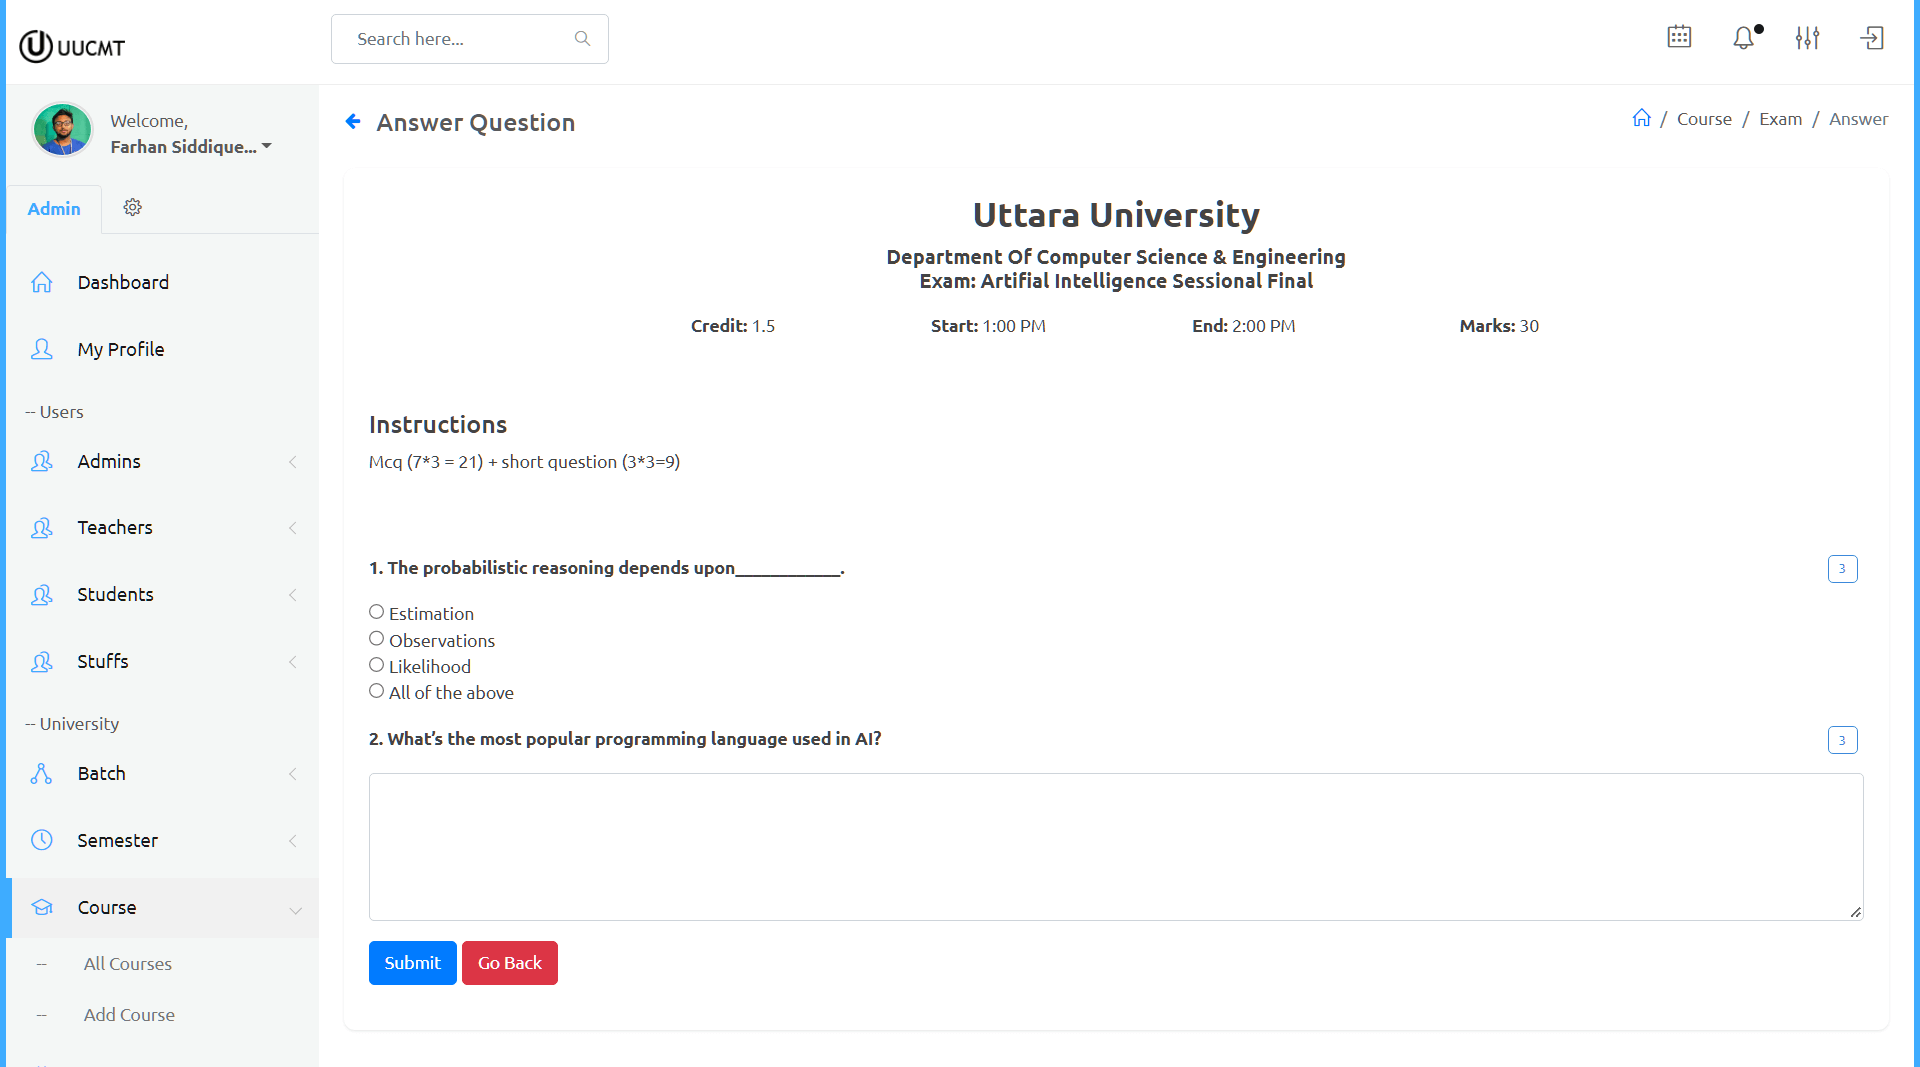 UUCMT
Search here...
Welcome,
Farhan Siddique...
Admin
Dashboard
My Profile
-- Users
Admins
Teachers
Students
Stuffs
-- University
Batch
Semester
Course
-- All Courses
-- Add Course
Answer Question
/ Course / Exam / Answer
Uttara University
Department Of Computer Science & Engineering
Exam: Artifial Intelligence Sessional Final
Credit: 1.5 Start: 1:00 PM End: 2:00 PM Marks: 30
Instructions
Mcq (7*3 = 21) + short question (3*3=9)
1. The probabilistic reasoning depends upon____________. 3
Estimation
Observations
Likelihood
All of the above
2. What’s the most popular programming language used in AI? 3
Submit Go Back